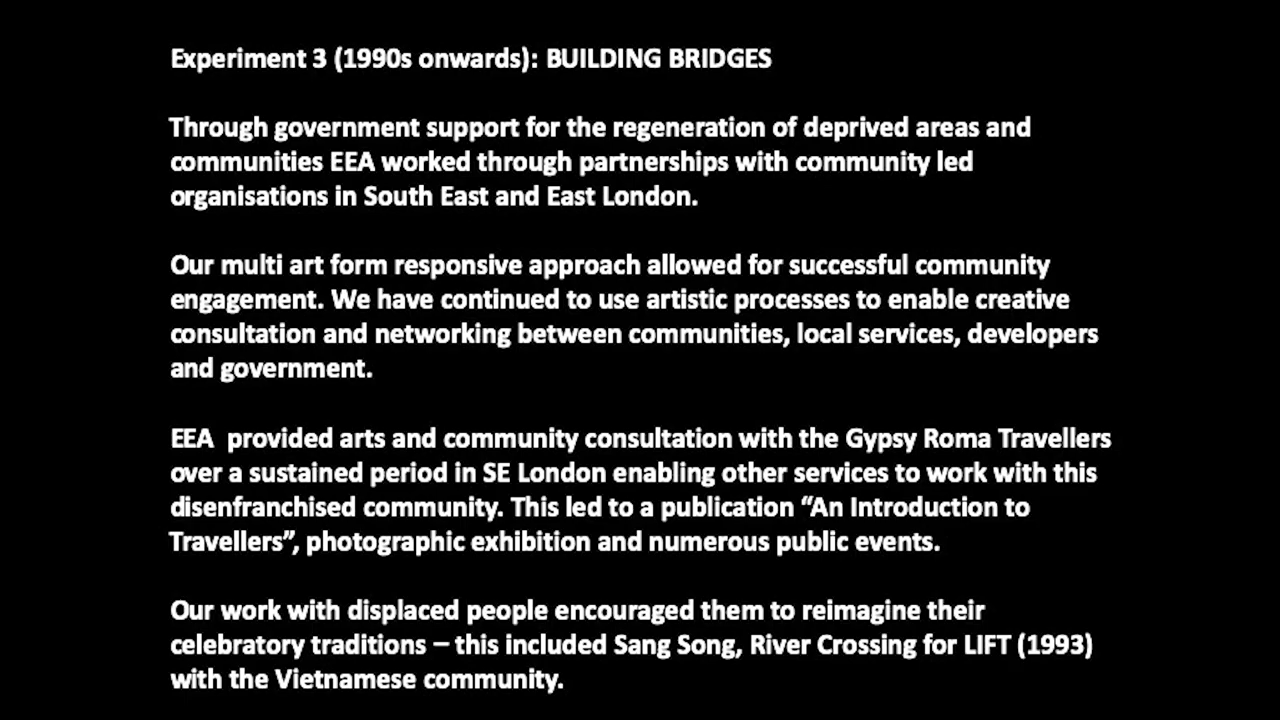 Experiment 3 (1990s onwards): BUILDING BRIDGES
Through government support for the regeneration of deprived areas and
communities EEA worked through partnerships with community led
organisations in South East and East London.
Our multi art form responsive approach allowed for successful community
engagement. We have continued to use artistic processes to enable creative
consultation and networking between communities, local services, developers
and government.
EEA  provided arts and community consultation with the Gypsy Roma Travellers
over a sustained period in SE London enabling other services to work with this
disenfranchised community. This led to a publication “An Introduction to
Travellers”, photographic exhibition and numerous public events.
Our work with displaced people encouraged them to reimagine their
celebratory traditions – this included Sang Song, River Crossing for LIFT (1993)
with the Vietnamese community.